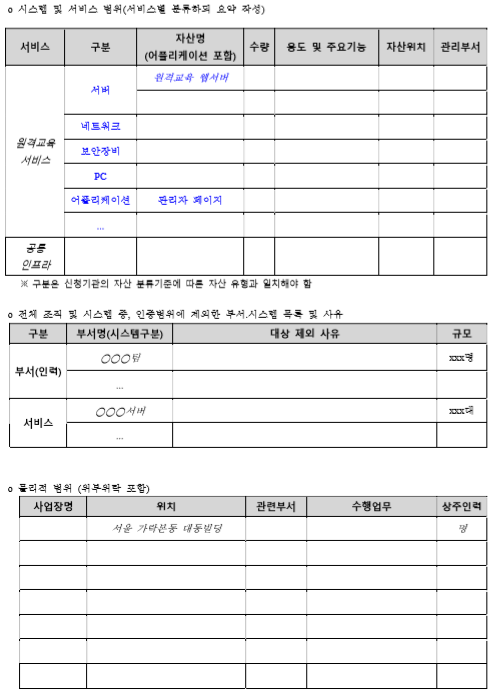 o 시스템 및 서비스 범위(서비스별 분류하되 요약 작성)
서비스 구분 자산명 (어플리케이션 포함) 수량 용도 및 주요기능 자산위치 관리부서
원격교육 서비스 서버 원격교육 웹서버
네트워크
보안장비
PC
어플리케이션 관리자 페이지
...
공통 인프라
※ 구분은 신청기관의 자산 분류기준에 따른 자산 유형과 일치해야 함
o 전체 조직 및 시스템 중, 인증범위에 제외한 부서.시스템 목록 및 사유
구분 부서명(시스템구분) 대상 제외 사유 규모
부서(인력) ○○○팀 xxx명
...
서비스 ○○○서버 xxx대
...
o 물리적 범위 (위부위탁 포함)
사업장명 위치 관련부서 수행업무 상주인력
서울 가락본동 대동빌딩 명